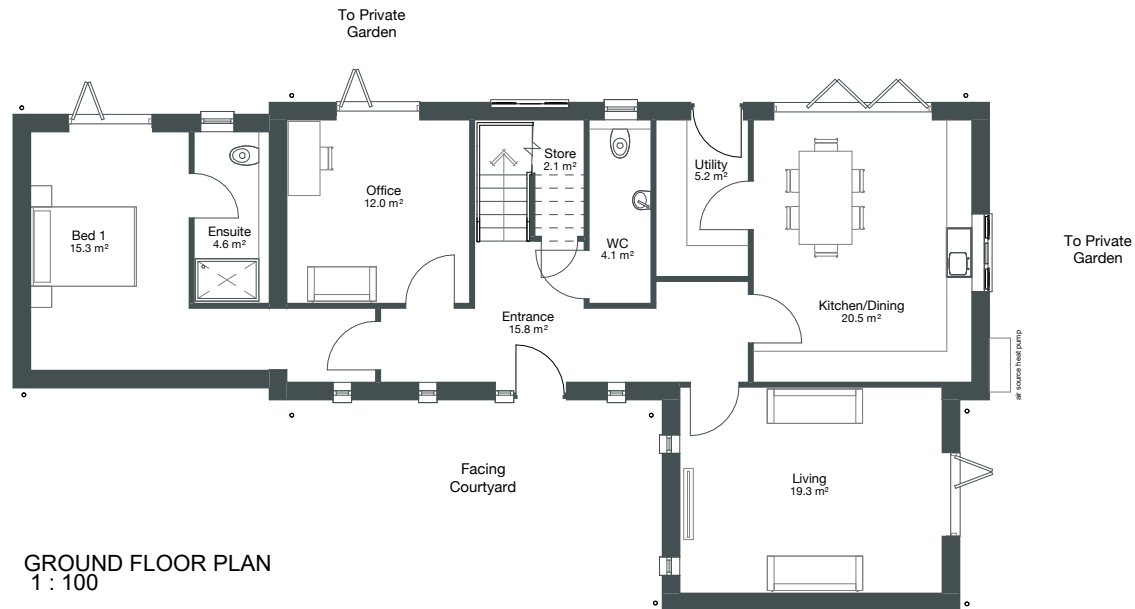 To Private
Garden
Store
2.1 m²
Utility
5.2 m²
Office
12.0 m²
Bed 1
15.3 m²
Ensuite
4.6 m²
WC
4.1 m²
To Private
Garden
Kitchen/Dining
20.5 m²
Entrance
15.8 m²
air source heat pump
Facing
Courtyard
Living
19.3 m²
GROUND FLOOR PLAN
1 : 100